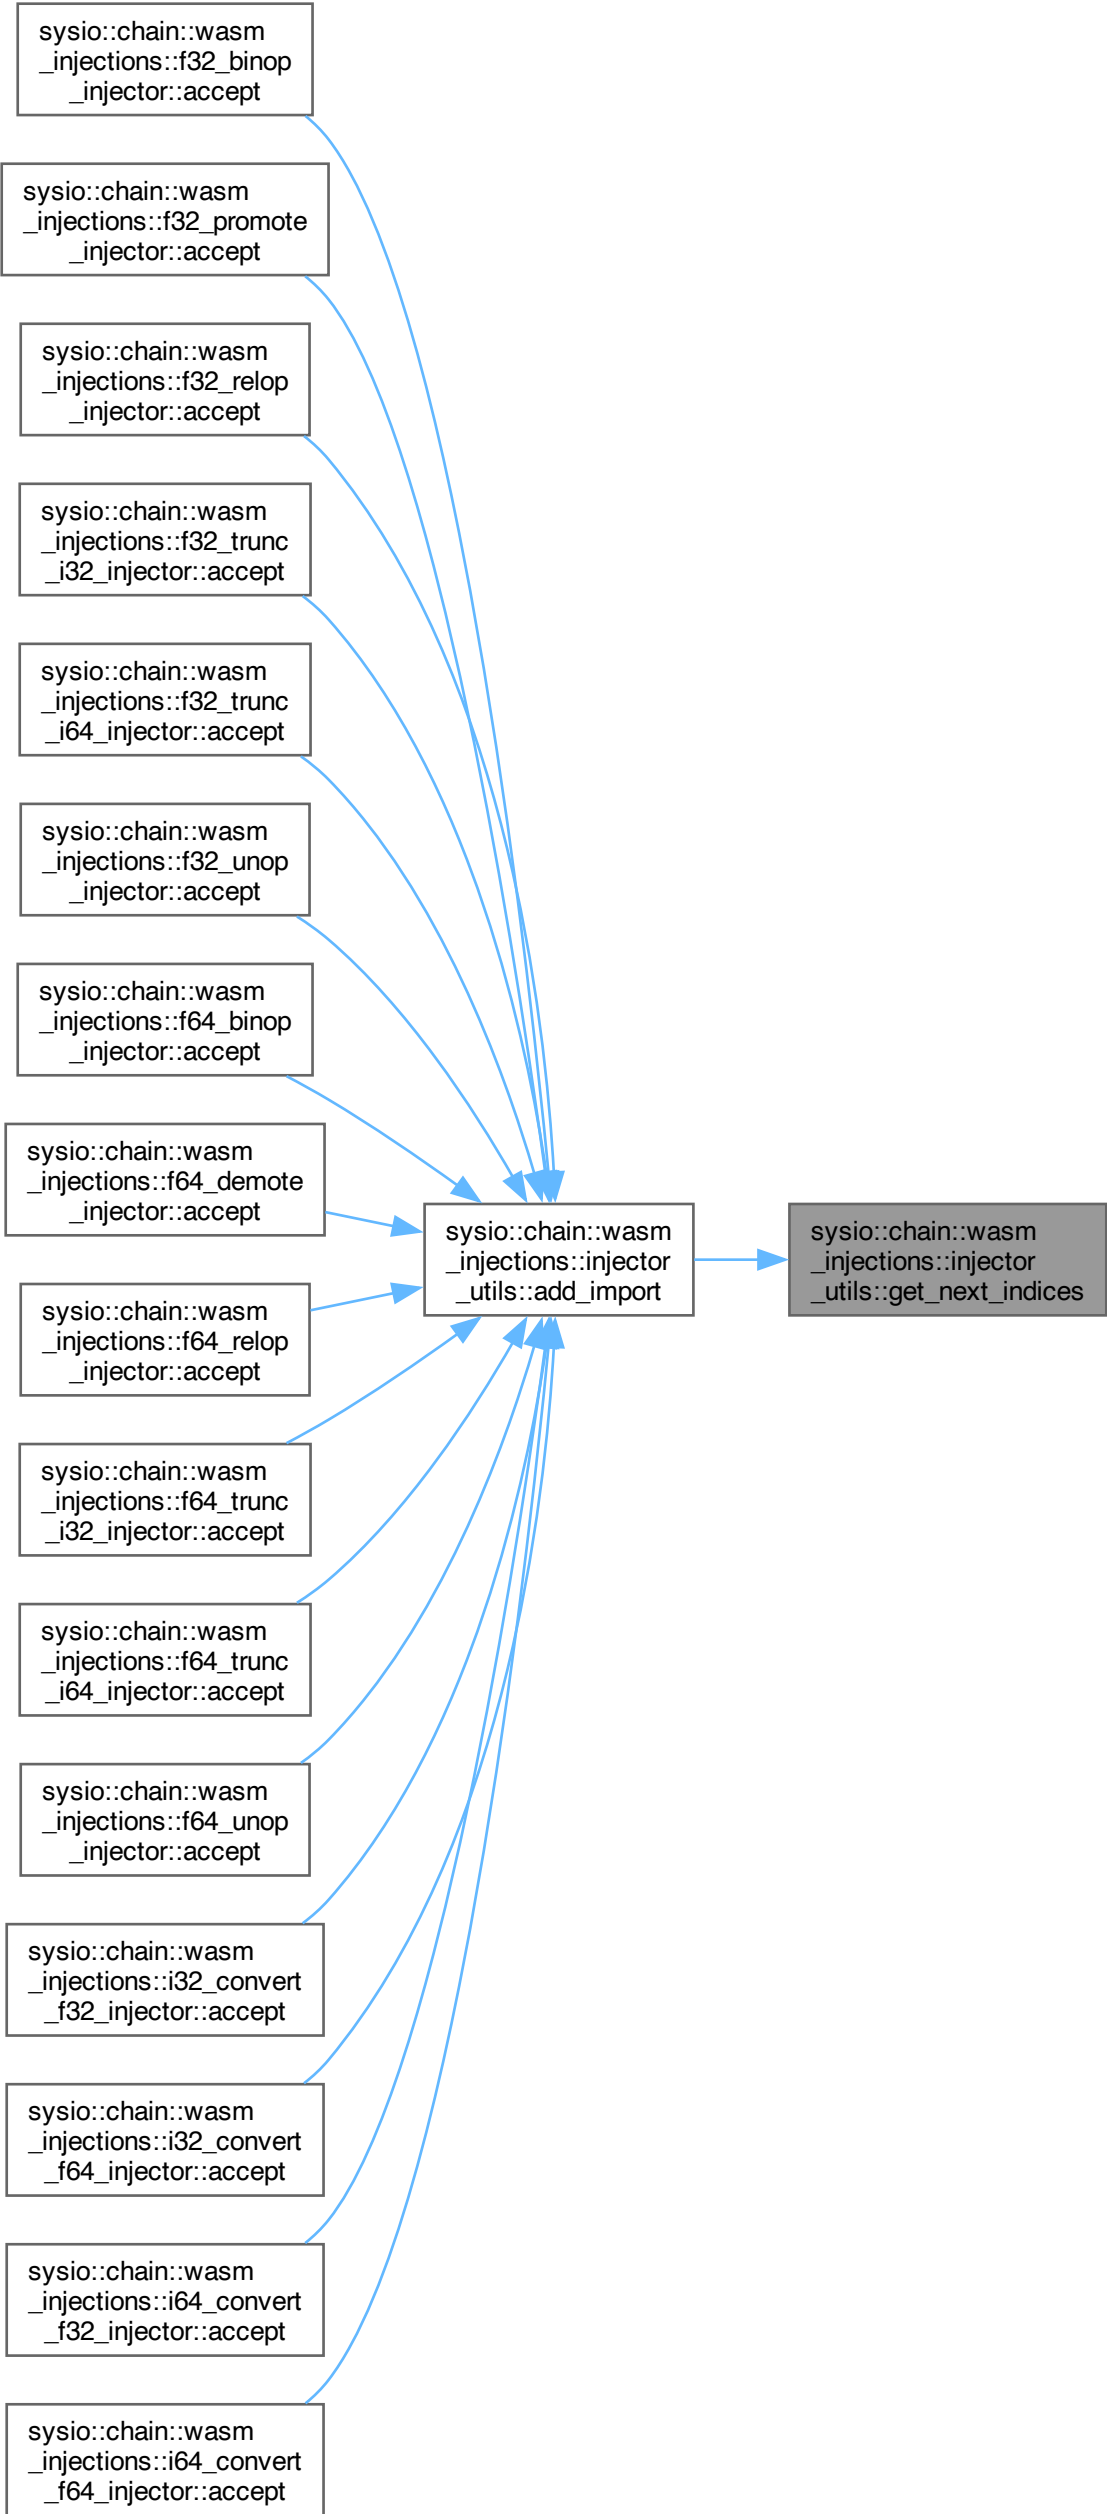 sysio::chain::wasm
_injections::f32_binop
_injector::accept
sysio::chain::wasm
_injections::f32_promote
_injector::accept
sysio::chain::wasm
_injections::f32_relop
_injector::accept
sysio::chain::wasm
_injections::f32_trunc
_i32_injector::accept
sysio::chain::wasm
_injections::f32_trunc
_i64_injector::accept
sysio::chain::wasm
_injections::f32_unop
_injector::accept
sysio::chain::wasm
_injections::f64_binop
_injector::accept
sysio::chain::wasm
_injections::f64_demote
_injector::accept
sysio::chain::wasm
_injections::f64_relop
_injector::accept
sysio::chain::wasm
_injections::f64_trunc
_i32_injector::accept
sysio::chain::wasm
_injections::f64_trunc
_i64_injector::accept
sysio::chain::wasm
_injections::f64_unop
_injector::accept
sysio::chain::wasm
_injections::i32_convert
_f32_injector::accept
sysio::chain::wasm
_injections::i32_convert
_f64_injector::accept
sysio::chain::wasm
_injections::i64_convert
_f32_injector::accept
sysio::chain::wasm
_injections::i64_convert
_f64_injector::accept
sysio::chain::wasm
_injections::injector
_utils::add_import
sysio::chain::wasm
_injections::injector
_utils::get_next_indices